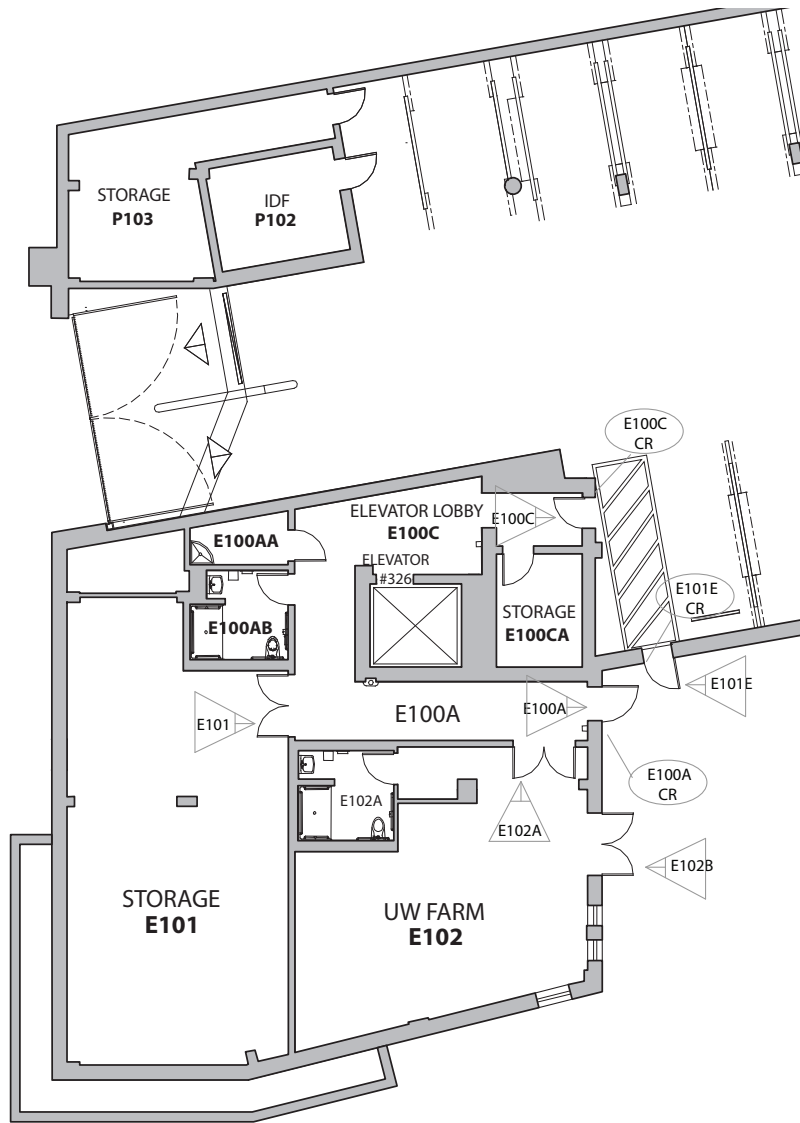 STORAGE
P103
IDF
P102
E100C
CR
ELEVATOR LOBBY
E100C
E100C
E100AA
ELEVATOR
#326
E101E
CR
STORAGE
E100CA
E100AB
E101E
E100A
E100A
E101
E100A
CR
E102A
E102A
E102B
STORAGE
E101
UW FARM
E102